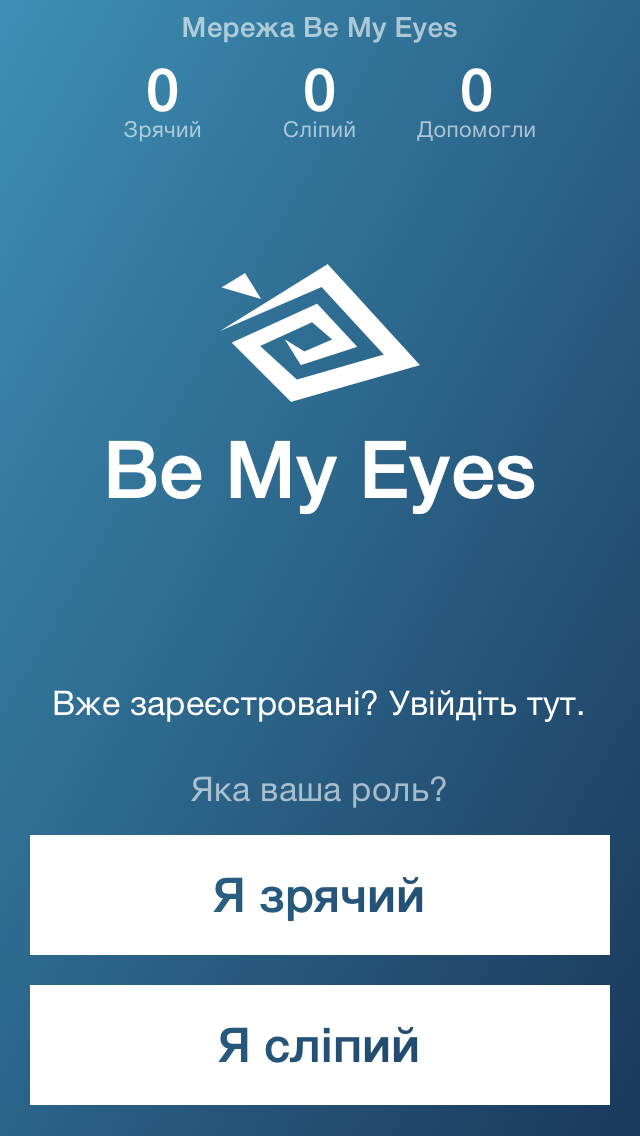 Мережа Be My Eyes
0 0 0
Зрячий Сліпий Допомогли
Be My Eyes
Вже зареєстровані? Увійдіть тут.
Яка ваша роль?
Я зрячий
Я сліпий